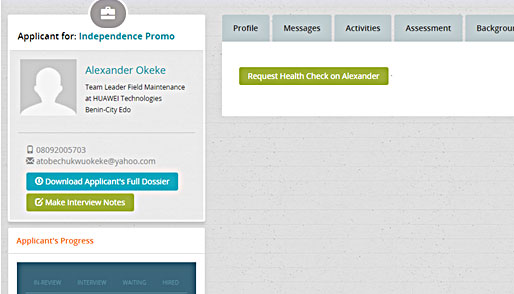 Applicant for: Independence Promo
Alexander Okeke
Team Leader Field Maintenance
at HUAWEI Technologies
Benin-City Edo
08092005703
atobechukwuokeke@yahoo.com
Download Applicant's Full Dossier
Make Interview Notes
Applicant's Progress
IN-REVIEW INTERVIEW WAITING HIRED
Profile Messages Activities Assessment Backgroun
Request Health Check on Alexander